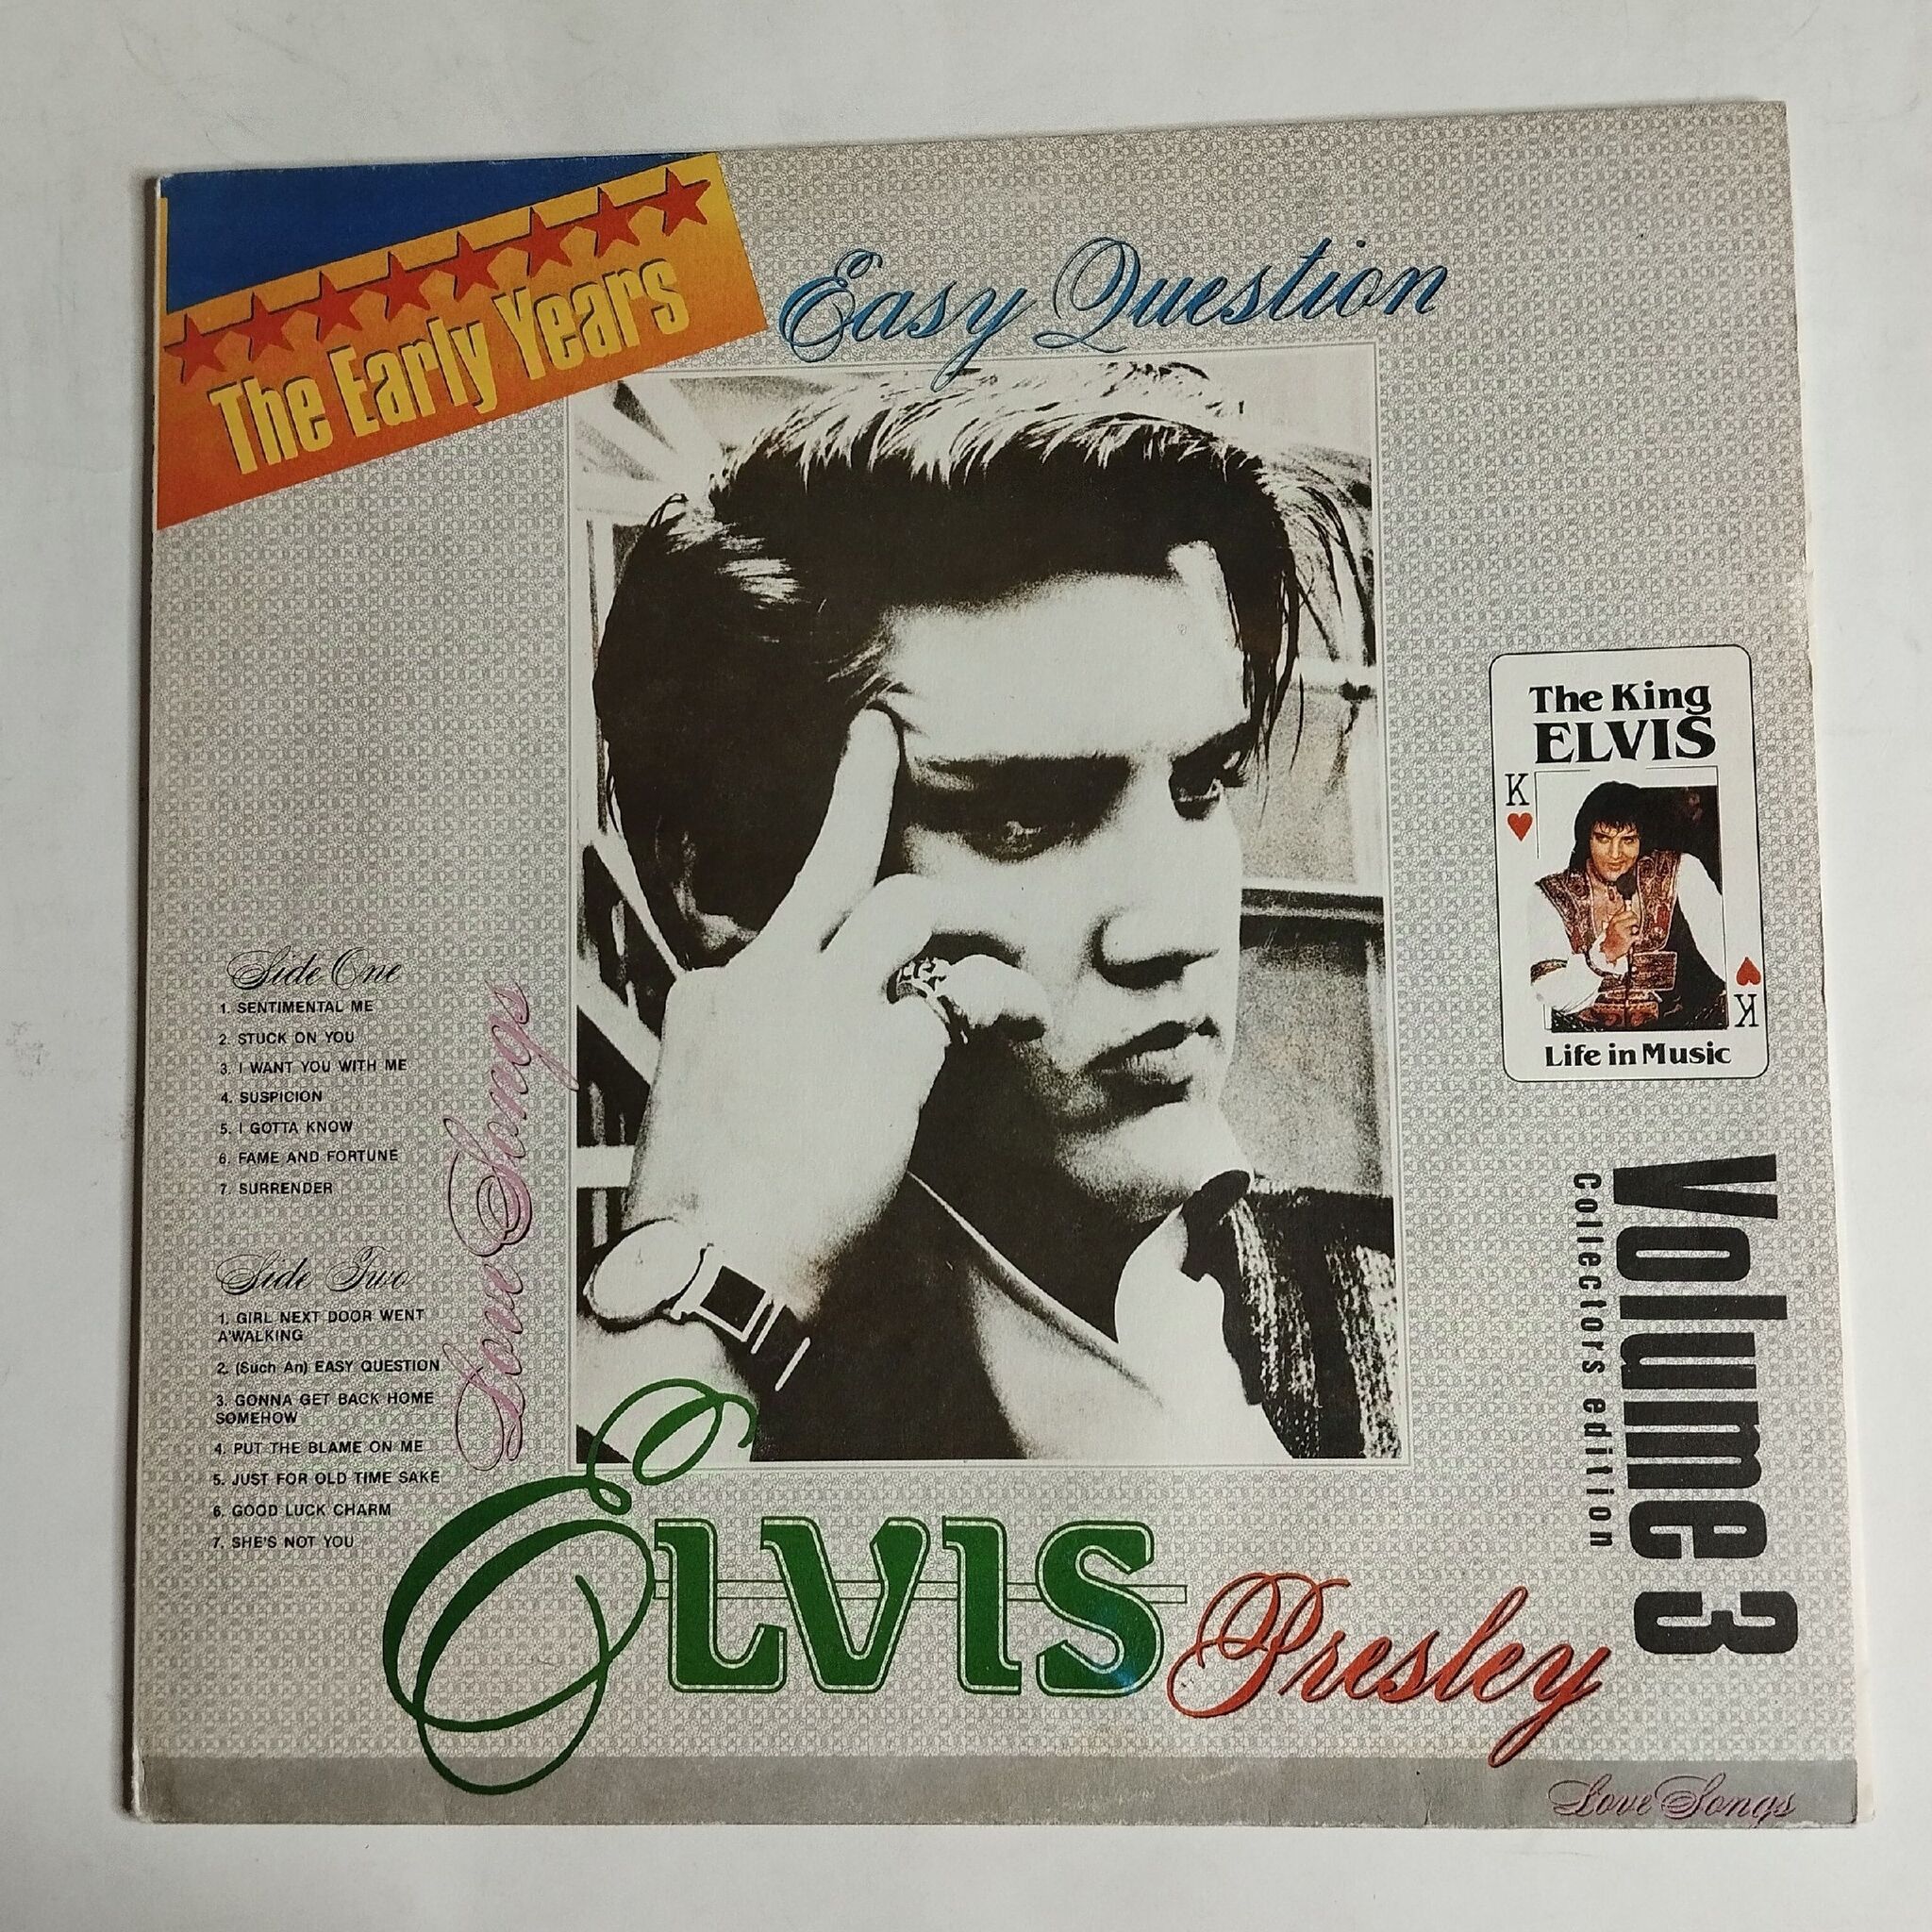 The Early Years
Easy Question
The King
ELVIS
K
K
Life in Music
Side One
1. SENTIMENTAL ME
2. STUCK ON YOU
3. I WANT YOU WITH ME
4. SUSPICION
5. I GOTTA KNOW
6. FAME AND FORTUNE
7. SURRENDER
Side Two
1. GIRL NEXT DOOR WENT
A'WALKING
2. (Such An) EASY QUESTION
3. GONNA GET BACK HOME
SOMEHOW
4. PUT THE BLAME ON ME
5. JUST FOR OLD TIME SAKE
6. GOOD LUCK CHARM
7. SHE'S NOT YOU
Love Songs
Volume 3
Collectors edition
ELVIS
Presley
Love Songs